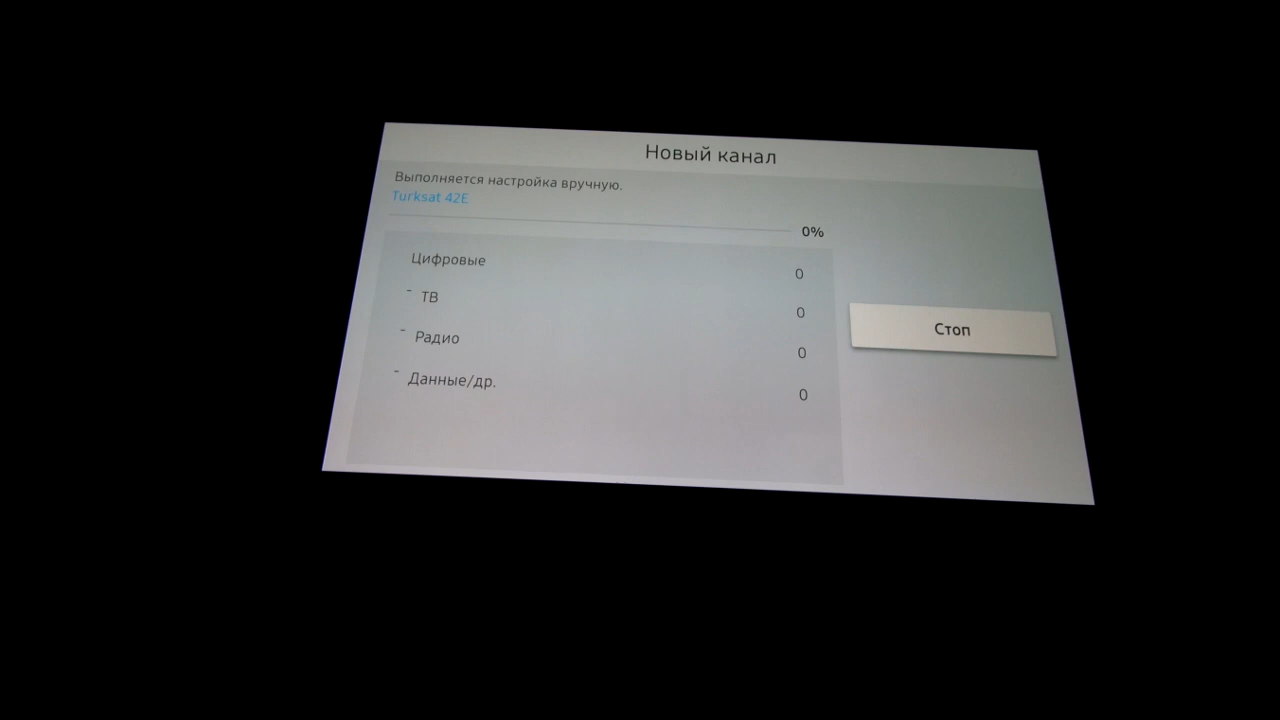 Новый канал
Выполняется настройка вручную.
Turksat 42E
0%
Цифровые 0
- ТВ 0
- Радио 0
- Данные/др. 0
Стоп